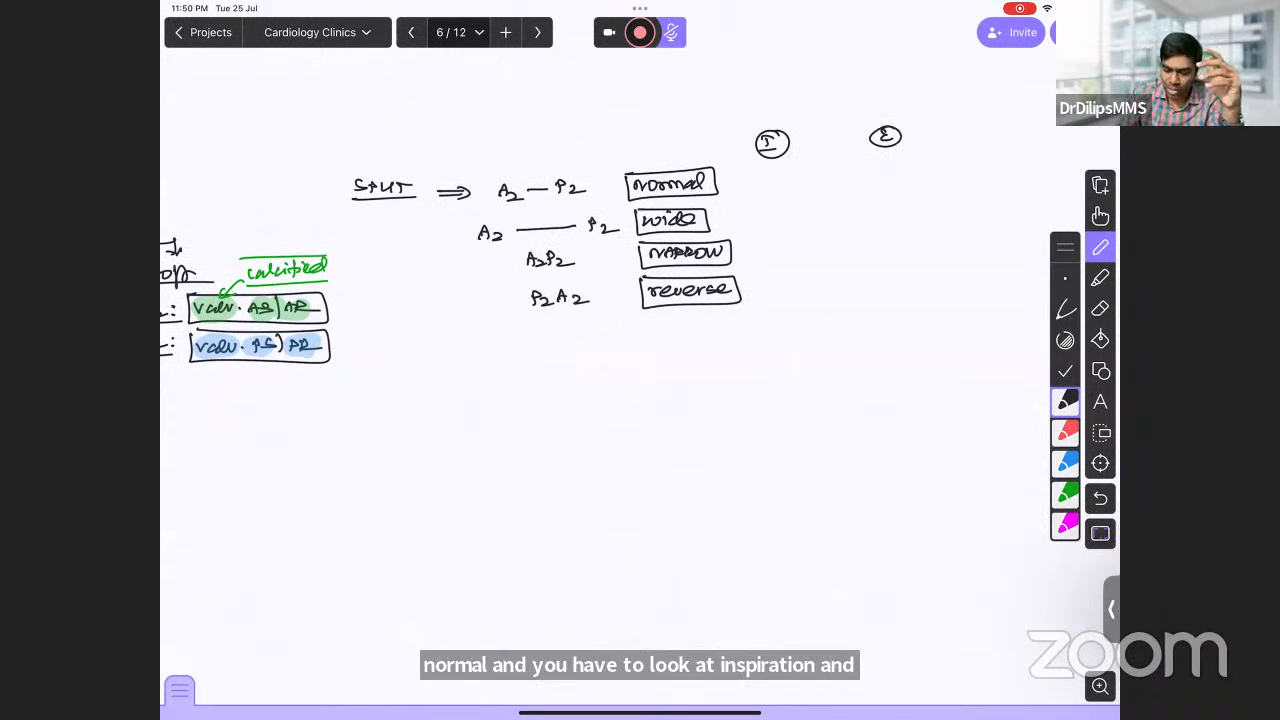 11:50 PM Tue 25 Jul
Projects
Cardiology Clinics
6 / 12
Invite
DrDilipsMMS
I E
SPLIT ⇒ A2 — P2 normal
A2 —— P2 wide
A2P2 NARROW
P2A2 reverse
calcified
op
: valv. AS) AR
: valv. PS) PR
normal and you have to look at inspiration and
zoom